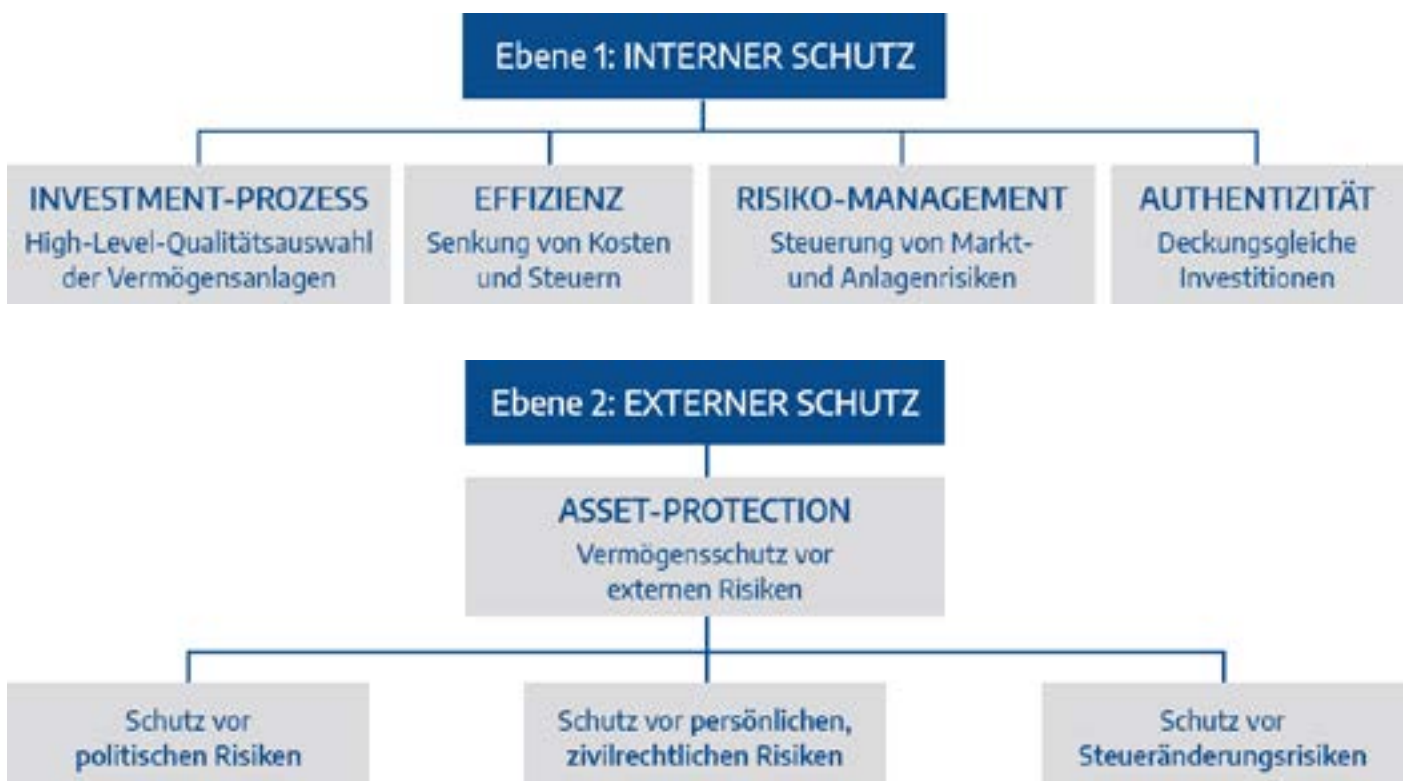 Ebene 1: INTERNER SCHUTZ
INVESTMENT-PROZESS
High-Level-Qualitätsauswahl
der Vermögensanlagen
EFFIZIENZ
Senkung von Kosten
und Steuern
RISIKO-MANAGEMENT
Steuerung von Markt-
und Anlagenrisiken
AUTHENTIZITÄT
Deckungsgleiche
Investitionen
Ebene 2: EXTERNER SCHUTZ
ASSET-PROTECTION
Vermögensschutz vor
externen Risiken
Schutz vor
politischen Risiken
Schutz vor persönlichen,
zivilrechtlichen Risiken
Schutz vor
Steueränderungsrisiken